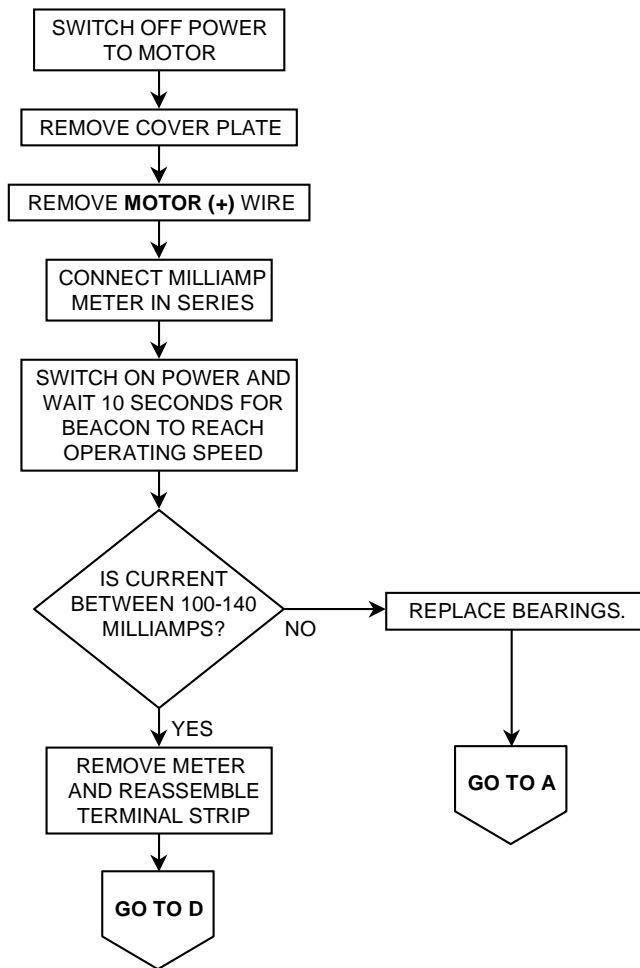 SWITCH OFF POWER
TO MOTOR
REMOVE COVER PLATE
REMOVE MOTOR (+) WIRE
CONNECT MILLIAMP
METER IN SERIES
SWITCH ON POWER AND
WAIT 10 SECONDS FOR
BEACON TO REACH
OPERATING SPEED
IS CURRENT
BETWEEN 100-140
MILLIAMPS?
NO
REPLACE BEARINGS.
YES
REMOVE METER
AND REASSEMBLE
TERMINAL STRIP
GO TO A
GO TO D